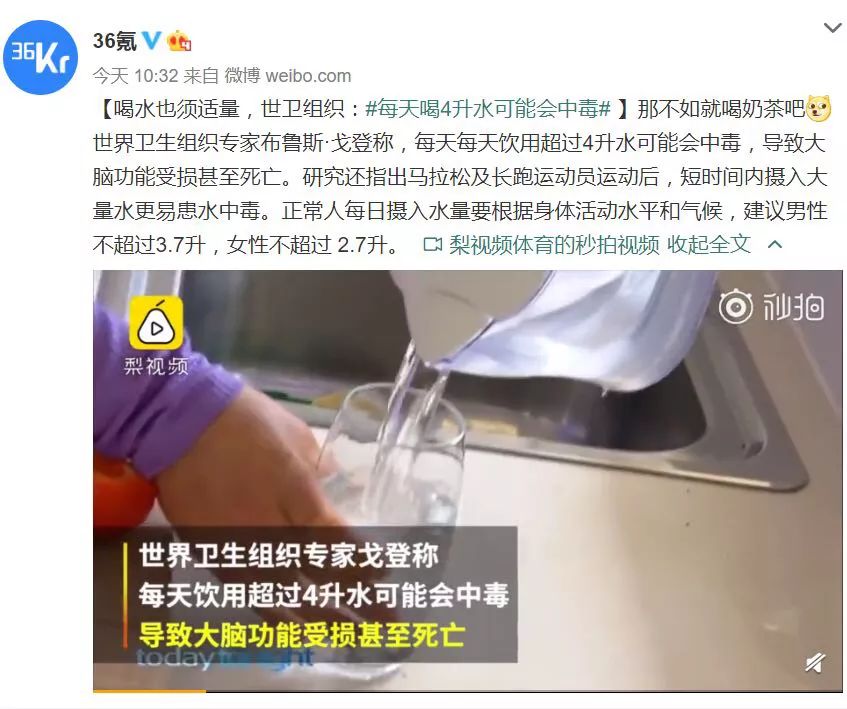 36Kr
36氪
今天 10:32 来自 微博 weibo.com
【喝水也须适量，世卫组织：#每天喝4升水可能会中毒# 】那不如就喝奶茶吧
世界卫生组织专家布鲁斯·戈登称，每天每天饮用超过4升水可能会中毒，导致大
脑功能受损甚至死亡。研究还指出马拉松及长跑运动员运动后，短时间内摄入大
量水更易患水中毒。正常人每日摄入水量要根据身体活动水平和气候，建议男性
不超过3.7升，女性不超过 2.7升。 梨视频体育的秒拍视频 收起全文
梨视频
秒拍
世界卫生组织专家戈登称
每天饮用超过4升水可能会中毒
导致大脑功能受损甚至死亡
today tonight